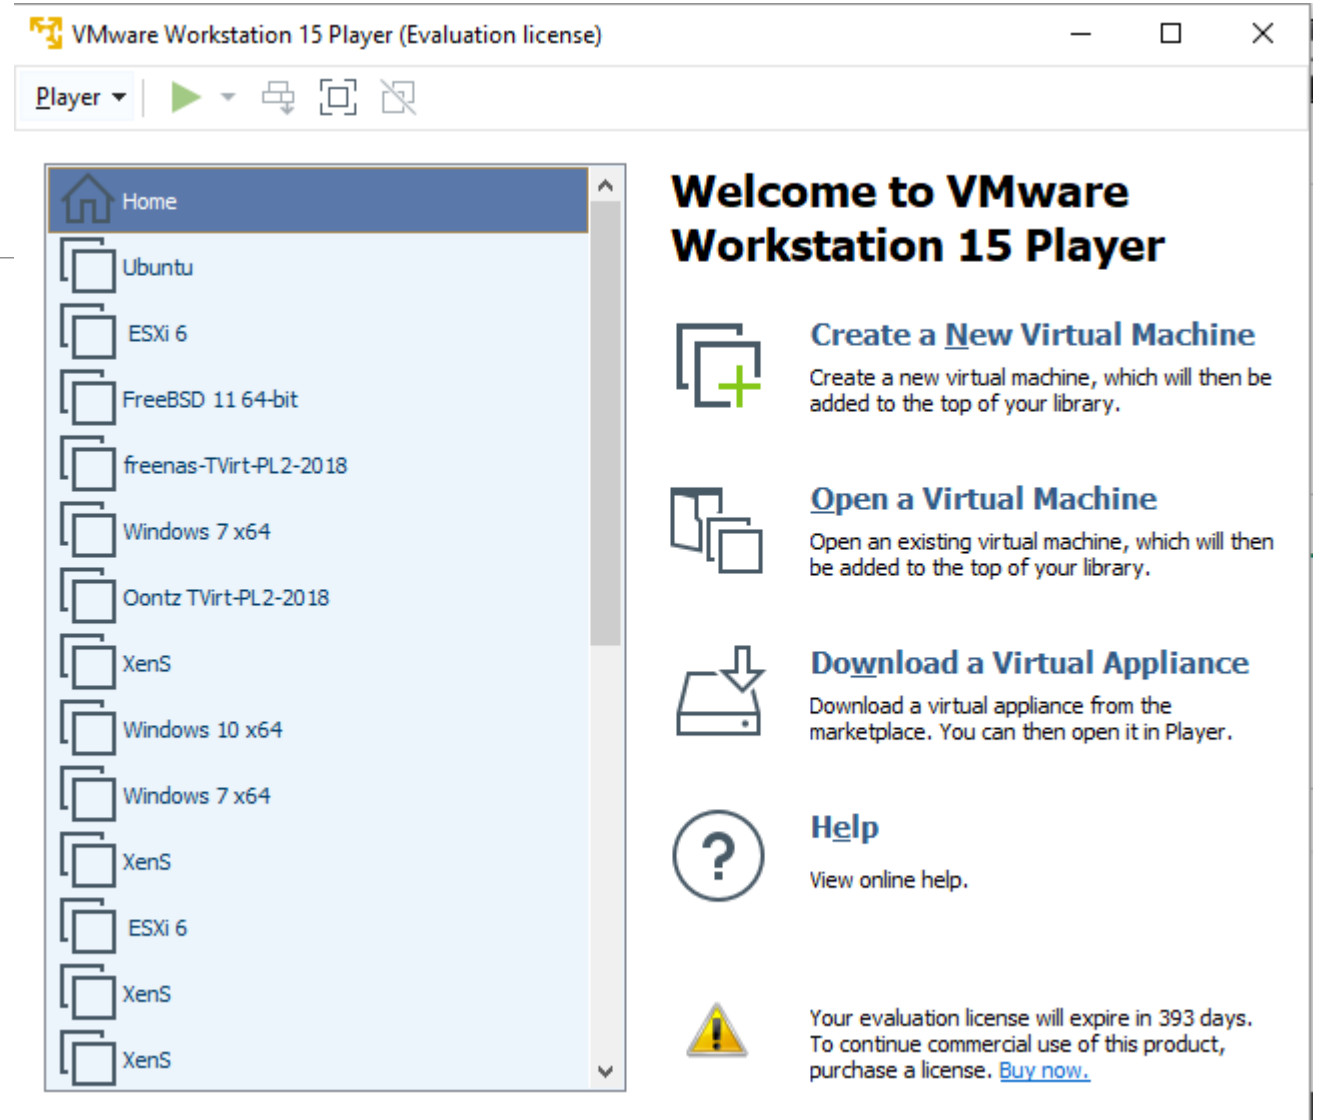 VMware Workstation 15 Player (Evaluation license)
Player
Home
Ubuntu
ESXi 6
FreeBSD 11 64-bit
freenas-TVirt-PL2-2018
Windows 7 x64
Oontz TVirt-PL2-2018
XenS
Windows 10 x64
Windows 7 x64
XenS
ESXi 6
XenS
XenS
Welcome to VMware
Workstation 15 Player
Create a New Virtual Machine
Create a new virtual machine, which will then be
added to the top of your library.
Open a Virtual Machine
Open an existing virtual machine, which will then
be added to the top of your library.
Download a Virtual Appliance
Download a virtual appliance from the
marketplace. You can then open it in Player.
Help
View online help.
Your evaluation license will expire in 393 days.
To continue commercial use of this product,
purchase a license. Buy now.